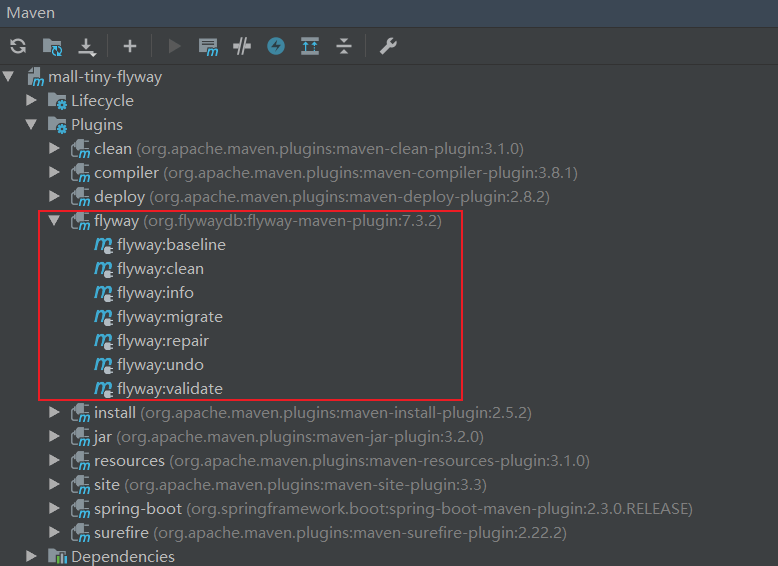 Maven
mall-tiny-flyway
Lifecycle
Plugins
clean (org.apache.maven.plugins:maven-clean-plugin:3.1.0)
compiler (org.apache.maven.plugins:maven-compiler-plugin:3.8.1)
deploy (org.apache.maven.plugins:maven-deploy-plugin:2.8.2)
flyway (org.flywaydb:flyway-maven-plugin:7.3.2)
flyway:baseline
flyway:clean
flyway:info
flyway:migrate
flyway:repair
flyway:undo
flyway:validate
install (org.apache.maven.plugins:maven-install-plugin:2.5.2)
jar (org.apache.maven.plugins:maven-jar-plugin:3.2.0)
resources (org.apache.maven.plugins:maven-resources-plugin:3.1.0)
site (org.apache.maven.plugins:maven-site-plugin:3.3)
spring-boot (org.springframework.boot:spring-boot-maven-plugin:2.3.0.RELEASE)
surefire (org.apache.maven.plugins:maven-surefire-plugin:2.22.2)
Dependencies